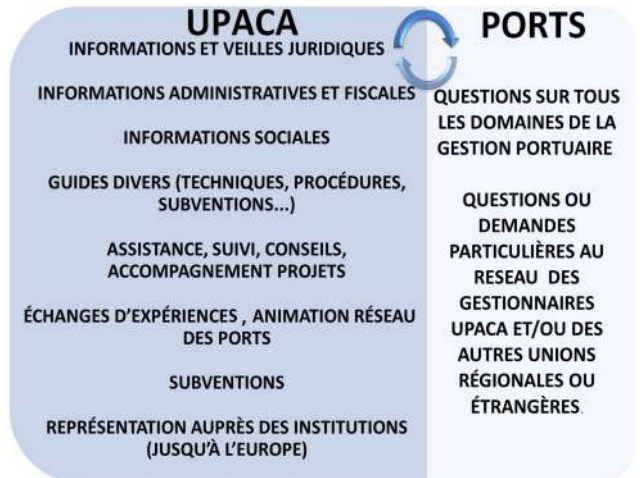 UPACA
INFORMATIONS ET VEILLES JURIDIQUES
INFORMATIONS ADMINISTRATIVES ET FISCALES
INFORMATIONS SOCIALES
GUIDES DIVERS (TECHNIQUES, PROCÉDURES,
SUBVENTIONS...)
ASSISTANCE, SUIVI, CONSEILS,
ACCOMPAGNEMENT PROJETS
ÉCHANGES D'EXPÉRIENCES , ANIMATION RÉSEAU
DES PORTS
SUBVENTIONS
REPRÉSENTATION AUPRÈS DES INSTITUTIONS
(JUSQU'À L'EUROPE)
PORTS
QUESTIONS SUR TOUS
LES DOMAINES DE LA
GESTION PORTUAIRE
QUESTIONS OU
DEMANDES
PARTICULIÈRES AU
RESEAU DES
GESTIONNAIRES
UPACA ET/OU DES
AUTRES UNIONS
RÉGIONALES OU
ÉTRANGÈRES.